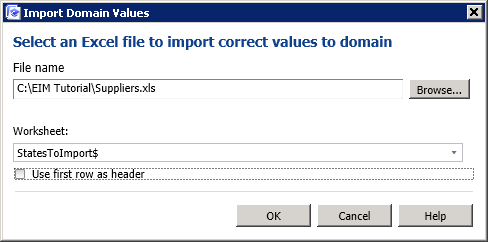 Import Domain Values
Select an Excel file to import correct values to domain
File name
C:\EIM Tutorial\Suppliers.xls
Browse...
Worksheet:
StatesToImport$
Use first row as header
OK Cancel Help